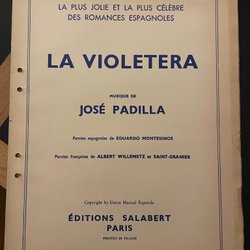 LA PLUS JOLIE ET LA PLUS CÉLÈBRE
DES ROMANCES ESPAGNOLES
LA VIOLETERA
MUSIQUE DE
JOSÉ PADILLA
Paroles espagnoles de EDUARDO MONTESINOS
Paroles françaises de ALBERT WILLEMETZ et SAINT-GRANIER
Copyright by Union Musical Española
ÉDITIONS SALABERT
PARIS
PRINTED IN FRANCE